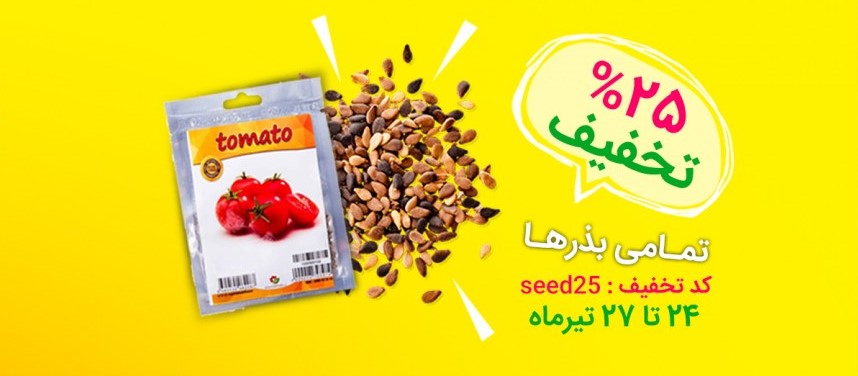 ٪۲۵
تخفیف
تمامی بذرها
کد تخفیف : seed25
۲۴ تا ۲۷ تیرماه
tomato